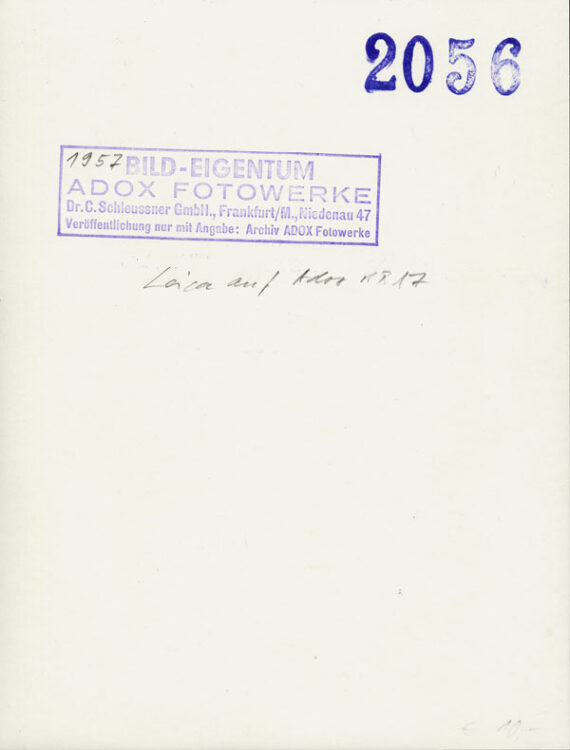 2056
1957 BILD-EIGENTUM
ADOX FOTOWERKE
Dr. C. Schleussner GmbH., Frankfurt/M., Niedenau 47
Veröffentlichung nur mit Angabe: Archiv ADOX Fotowerke
Leica auf Adox KB 17
€ 10,-